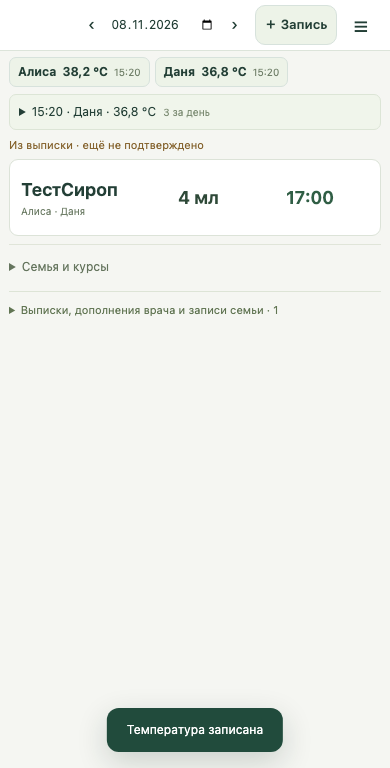 ‹ 08.11.2026 › + Запись ≡
Алиса 38,2 °C 15:20 Даня 36,8 °C 15:20
▶ 15:20 · Даня · 36,8 °C 3 за день
Из выписки · ещё не подтверждено
ТестСироп 4 мл 17:00
Алиса · Даня
▶ Семья и курсы
▶ Выписки, дополнения врача и записи семьи · 1
Температура записана